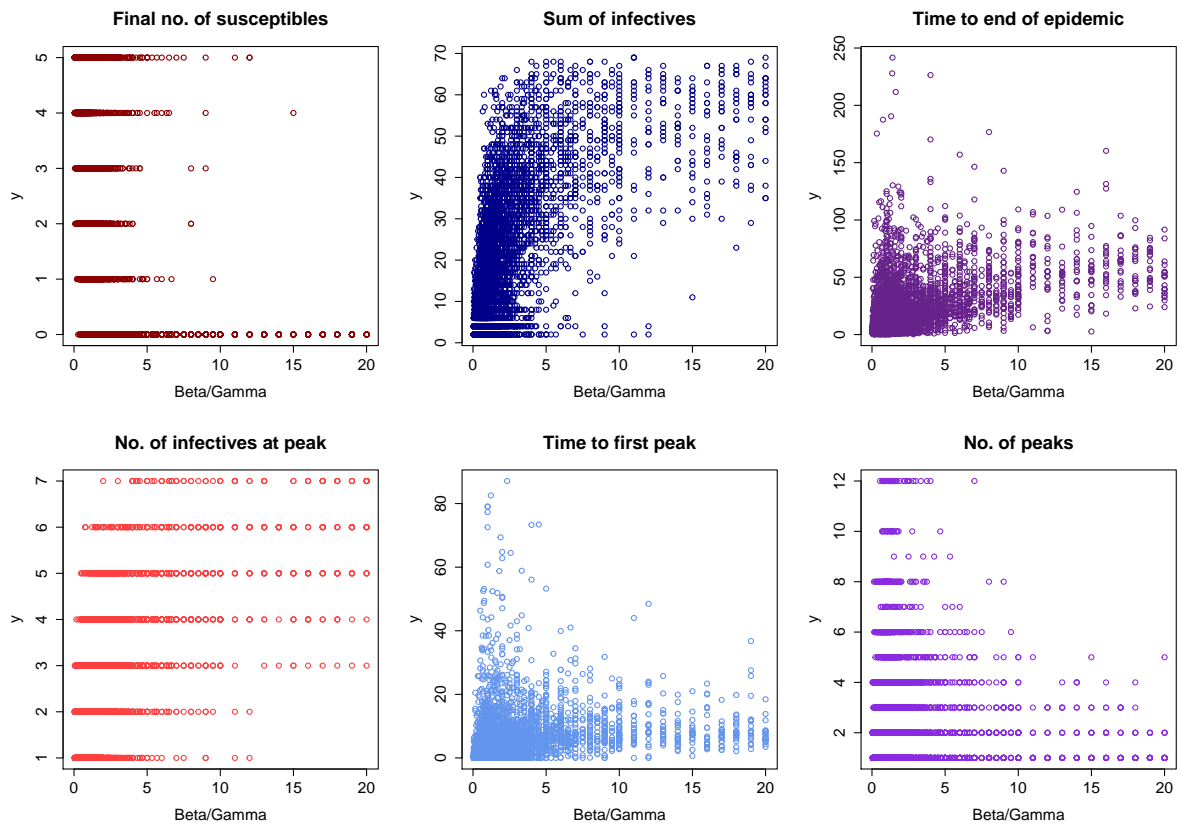 Final no. of susceptibles
Sum of infectives
Time to end of epidemic
y
0 1 2 3 4 5
0 5 10 15 20
Beta/Gamma
y
0 10 20 30 40 50 60 70
0 5 10 15 20
Beta/Gamma
y
0 50 100 150 200 250
0 5 10 15 20
Beta/Gamma
No. of infectives at peak
Time to first peak
No. of peaks
y
1 2 3 4 5 6 7
0 5 10 15 20
Beta/Gamma
y
0 20 40 60 80
0 5 10 15 20
Beta/Gamma
y
2 4 6 8 10 12
0 5 10 15 20
Beta/Gamma